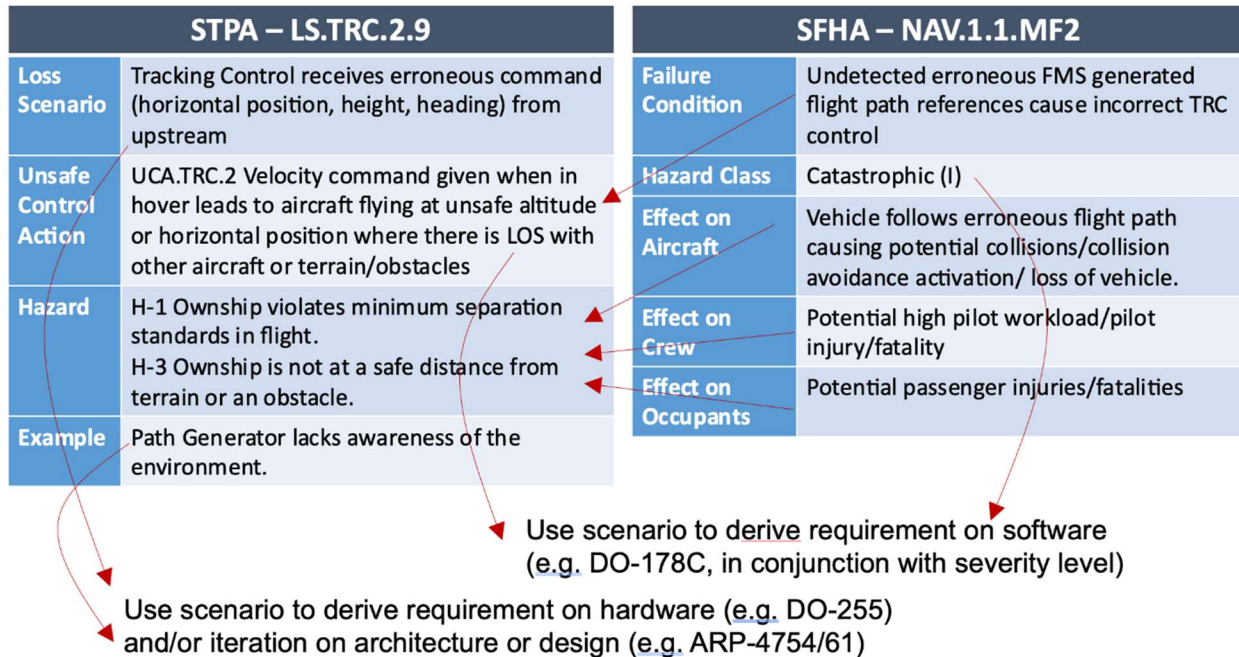 STPA – LS.TRC.2.9
Loss
Scenario
Tracking Control receives erroneous command
(horizontal position, height, heading) from
upstream
Unsafe
Control
Action
UCA.TRC.2 Velocity command given when in
hover leads to aircraft flying at unsafe altitude
or horizontal position where there is LOS with
other aircraft or terrain/obstacles
Hazard
H-1 Ownship violates minimum separation
standards in flight.
H-3 Ownship is not at a safe distance from
terrain or an obstacle.
Example
Path Generator lacks awareness of the
environment.
SFHA – NAV.1.1.MF2
Failure
Condition
Undetected erroneous FMS generated
flight path references cause incorrect TRC
control
Hazard Class
Catastrophic (I)
Effect on
Aircraft
Vehicle follows erroneous flight path
causing potential collisions/collision
avoidance activation/ loss of vehicle.
Effect on
Crew
Potential high pilot workload/pilot
injury/fatality
Effect on
Occupants
Potential passenger injuries/fatalities
Use scenario to derive requirement on software
(e.g. DO-178C, in conjunction with severity level)
Use scenario to derive requirement on hardware (e.g. DO-255)
and/or iteration on architecture or design (e.g. ARP-4754/61)